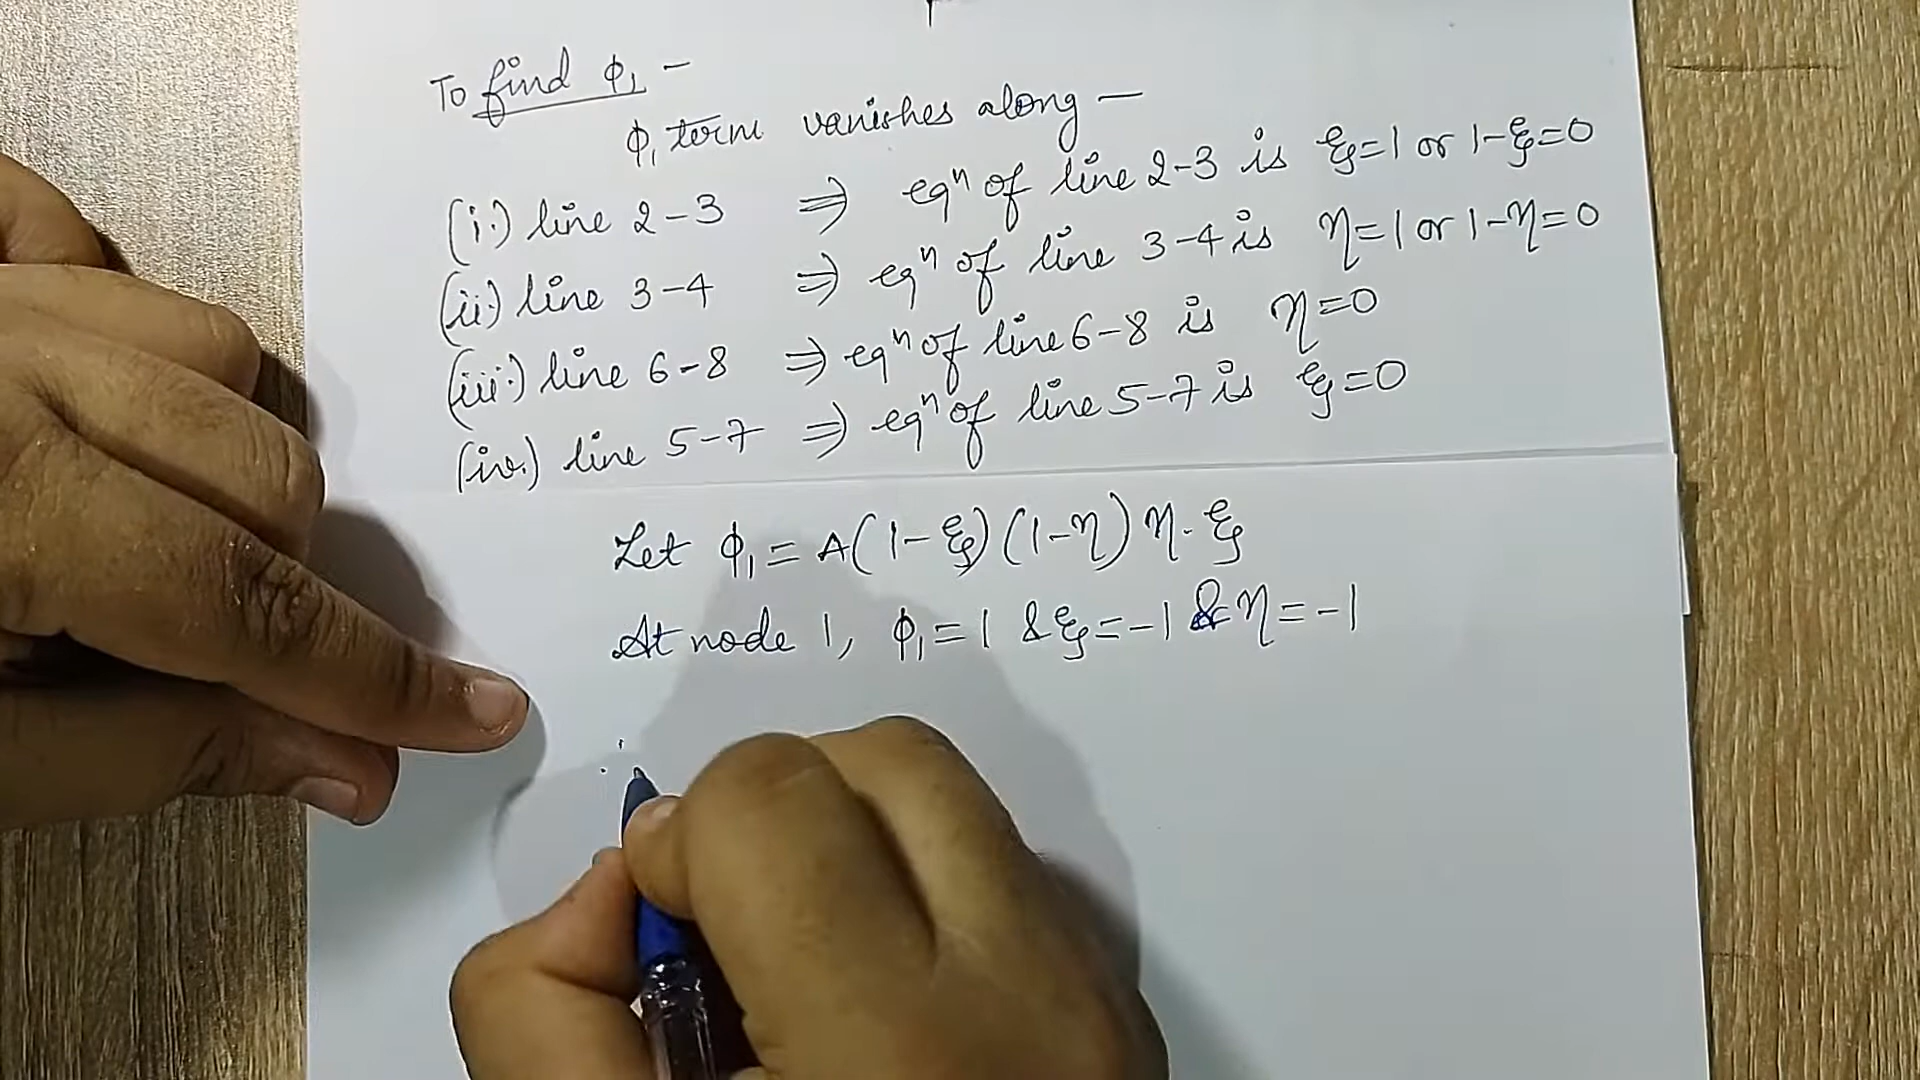 To find ϕ₁ –
ϕ₁ term vanishes along –
(i.) line 2-3 ⇒ eqⁿ of line 2-3 is ξ=1 or 1-ξ=0
(ii.) line 3-4 ⇒ eqⁿ of line 3-4 is η=1 or 1-η=0
(iii.) line 6-8 ⇒ eqⁿ of line 6-8 is η=0
(iv.) line 5-7 ⇒ eqⁿ of line 5-7 is ξ=0
Let ϕ₁ = A(1-ξ)(1-η)η.ξ
At node 1, ϕ₁=1 & ξ=-1 & η=-1